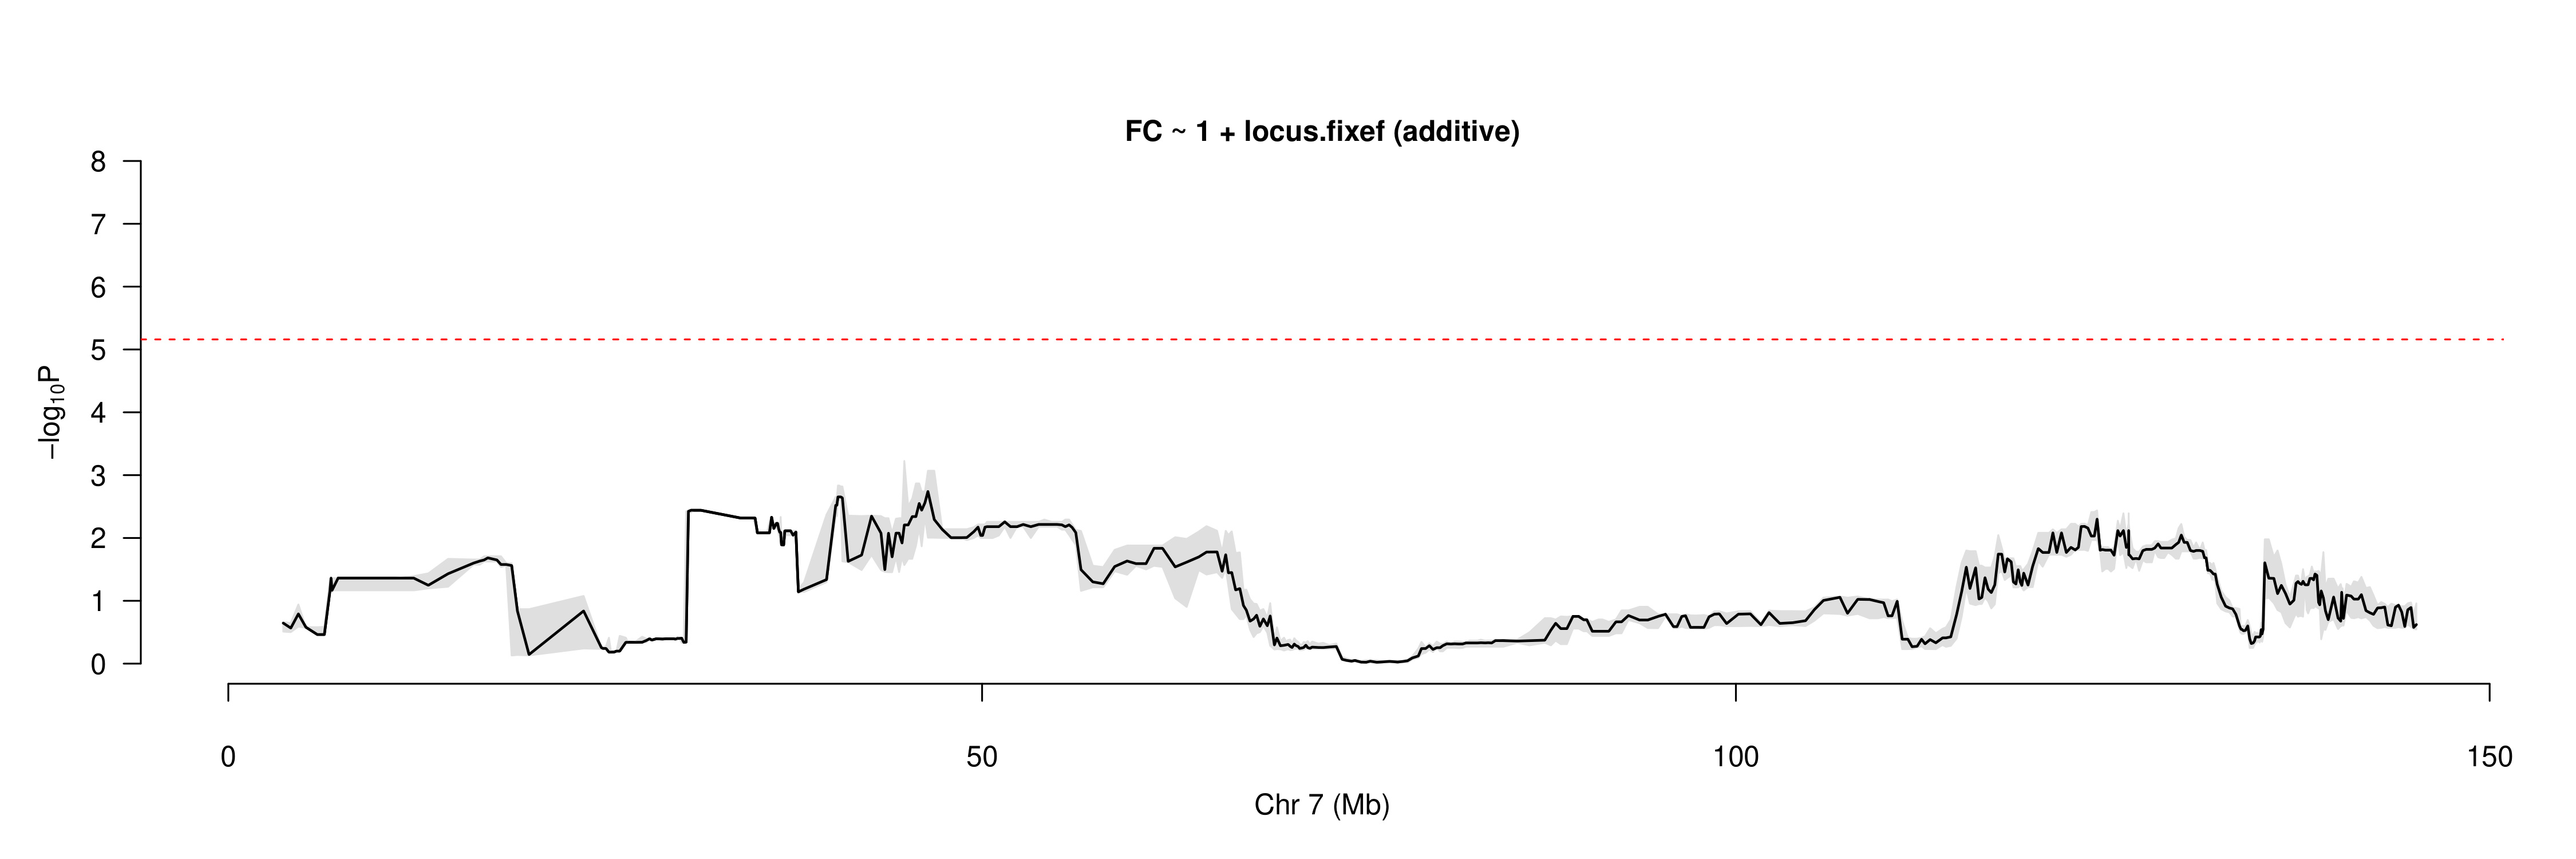 FC ~ 1 + locus.fixef (additive)
8
7
6
5
4
3
2
1
0
−log₁₀P
0 50 100 150
Chr 7 (Mb)